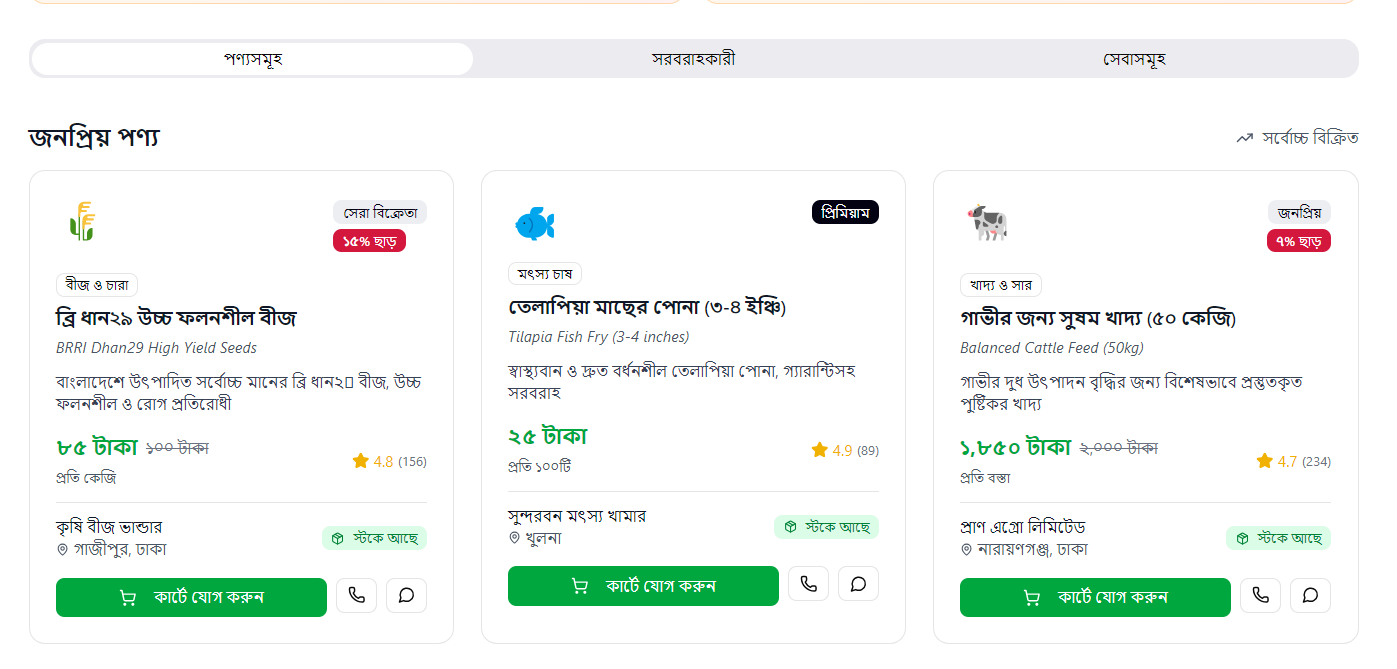 পণ্যসমূহ
সরবরাহকারী
সেবাসমূহ
জনপ্রিয় পণ্য
সর্বোচ্চ বিক্রিত
সেরা বিক্রেতা
১৫% ছাড়
বীজ ও চারা
ব্রি ধান২৯ উচ্চ ফলনশীল বীজ
BRRI Dhan29 High Yield Seeds
বাংলাদেশে উৎপাদিত সর্বোচ্চ মানের ব্রি ধান২ বীজ, উচ্চ
ফলনশীল ও রোগ প্রতিরোধী
৮৫ টাকা ১০০ টাকা
প্রতি কেজি
4.8 (156)
কৃষি বীজ ভান্ডার
গাজীপুর, ঢাকা
স্টকে আছে
কার্টে যোগ করুন
প্রিমিয়াম
মৎস্য চাষ
তেলাপিয়া মাছের পোনা (৩-৪ ইঞ্চি)
Tilapia Fish Fry (3-4 inches)
স্বাস্থ্যবান ও দ্রুত বর্ধনশীল তেলাপিয়া পোনা, গ্যারান্টিসহ
সরবরাহ
২৫ টাকা
প্রতি ১০০টি
4.9 (89)
সুন্দরবন মৎস্য খামার
খুলনা
স্টকে আছে
কার্টে যোগ করুন
জনপ্রিয়
৭% ছাড়
খাদ্য ও সার
গাভীর জন্য সুষম খাদ্য (৫০ কেজি)
Balanced Cattle Feed (50kg)
গাভীর দুধ উৎপাদন বৃদ্ধির জন্য বিশেষভাবে প্রস্তুতকৃত
পুষ্টিকর খাদ্য
১,৮৫০ টাকা ২,০০০ টাকা
প্রতি বস্তা
4.7 (234)
প্রাণ এগ্রো লিমিটেড
নারায়ণগঞ্জ, ঢাকা
স্টকে আছে
কার্টে যোগ করুন